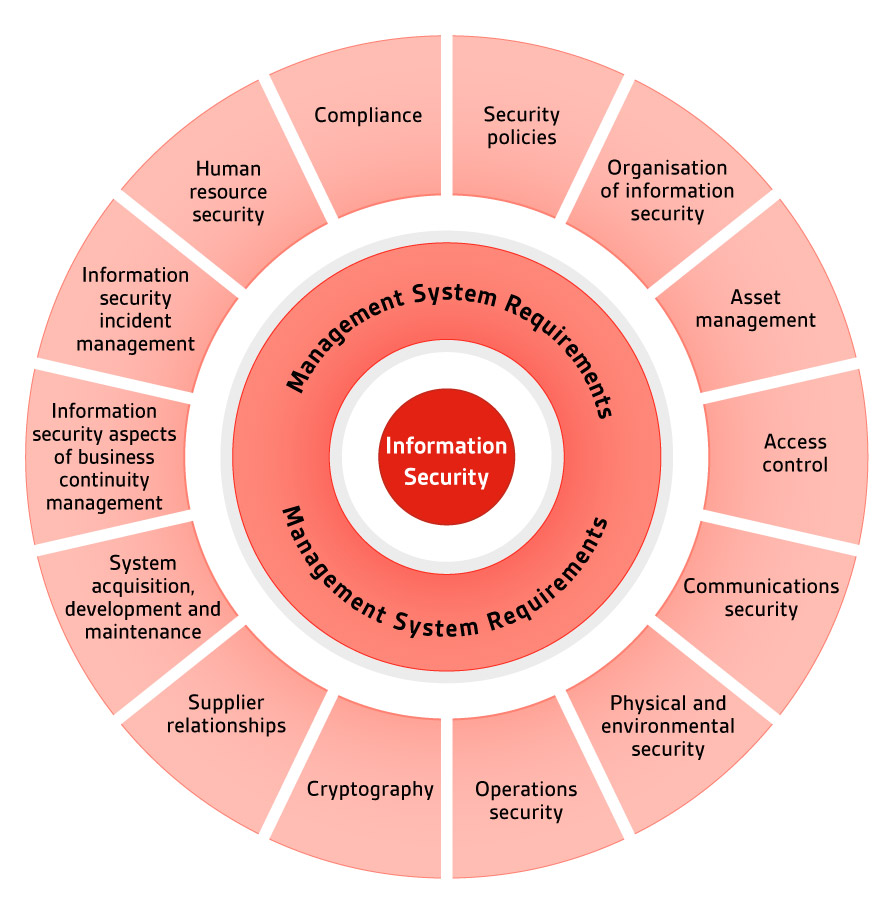 Compliance
Security
policies
Organisation
of information
security
Asset
management
Access
control
Communications
security
Physical and
environmental
security
Operations
security
Cryptography
Supplier
relationships
System
acquisition,
development and
maintenance
Information
security aspects
of business
continuity
management
Information
security
incident
management
Human
resource
security
Management System Requirements
Information
Security
Management System Requirements